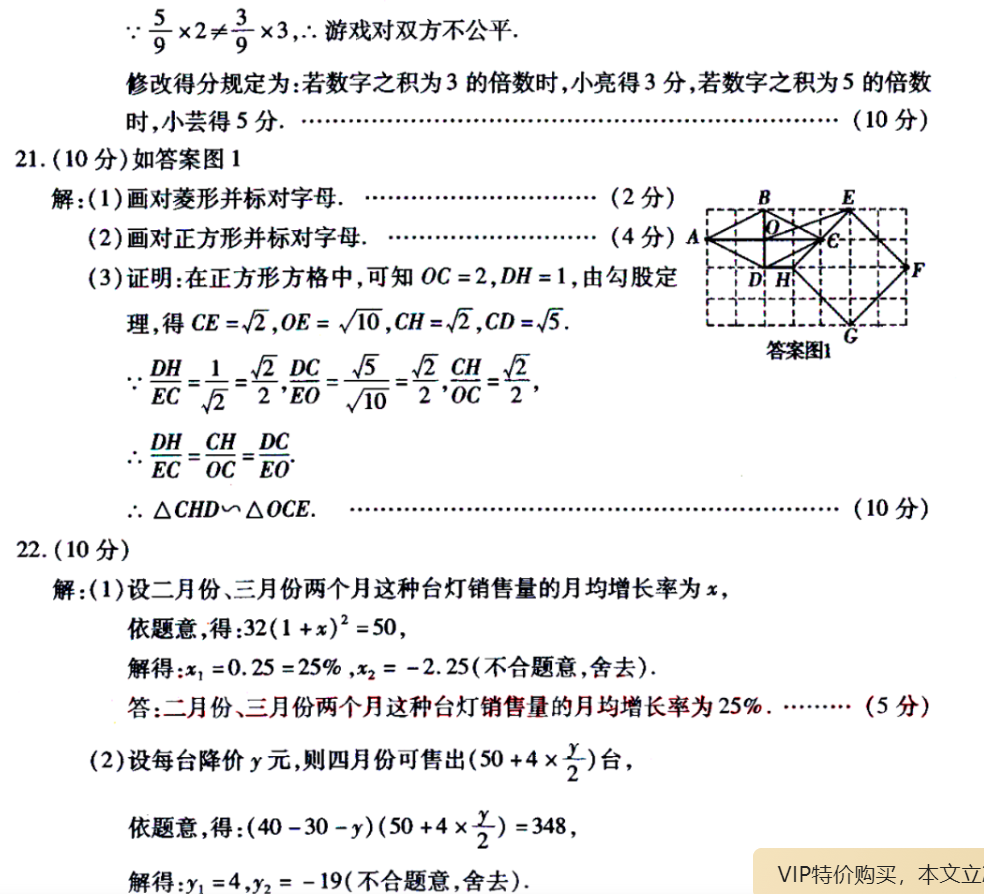 ∵ 5/9 ×2≠ 3/9 ×3,∴ 游戏对双方不公平.
修改得分规定为:若数字之积为3 的倍数时,小亮得3 分,若数字之积为5 的倍数
时,小芸得5 分. ………………………………………………………… (10 分)
21.(10 分)如答案图1
解:(1)画对菱形并标对字母. ………………………… (2 分)
(2)画对正方形并标对字母. ……………………… (4 分)
(3)证明:在正方形方格中,可知 OC =2,DH =1,由勾股定
理,得 CE =√2,OE = √10,CH =√2,CD =√5.
∵ DH/EC = 1/√2 = √2/2, DC/EO = √5/√10 = √2/2, CH/OC = √2/2,
∴ DH/EC = CH/OC = DC/EO.
∴ △CHD∽△OCE. ……………………………………………………… (10 分)
B
E
A
O
C
D
H
F
G
答案图1
22.(10 分)
解:(1)设二月份、三月份两个月这种台灯销售量的月均增长率为 x,
依题意,得:32(1 +x)² =50,
解得:x₁ =0.25 =25% ,x₂ = -2.25(不合题意,舍去).
答:二月份、三月份两个月这种台灯销售量的月均增长率为 25%. ……… (5 分)
(2)设每台降价 y 元,则四月份可售出(50 +4 × y/2)台,
依题意,得:(40 -30 -y)(50 +4 × y/2) =348,
解得:y₁ =4,y₂ = -19(不合题意,舍去).
VIP特价购买，本文立